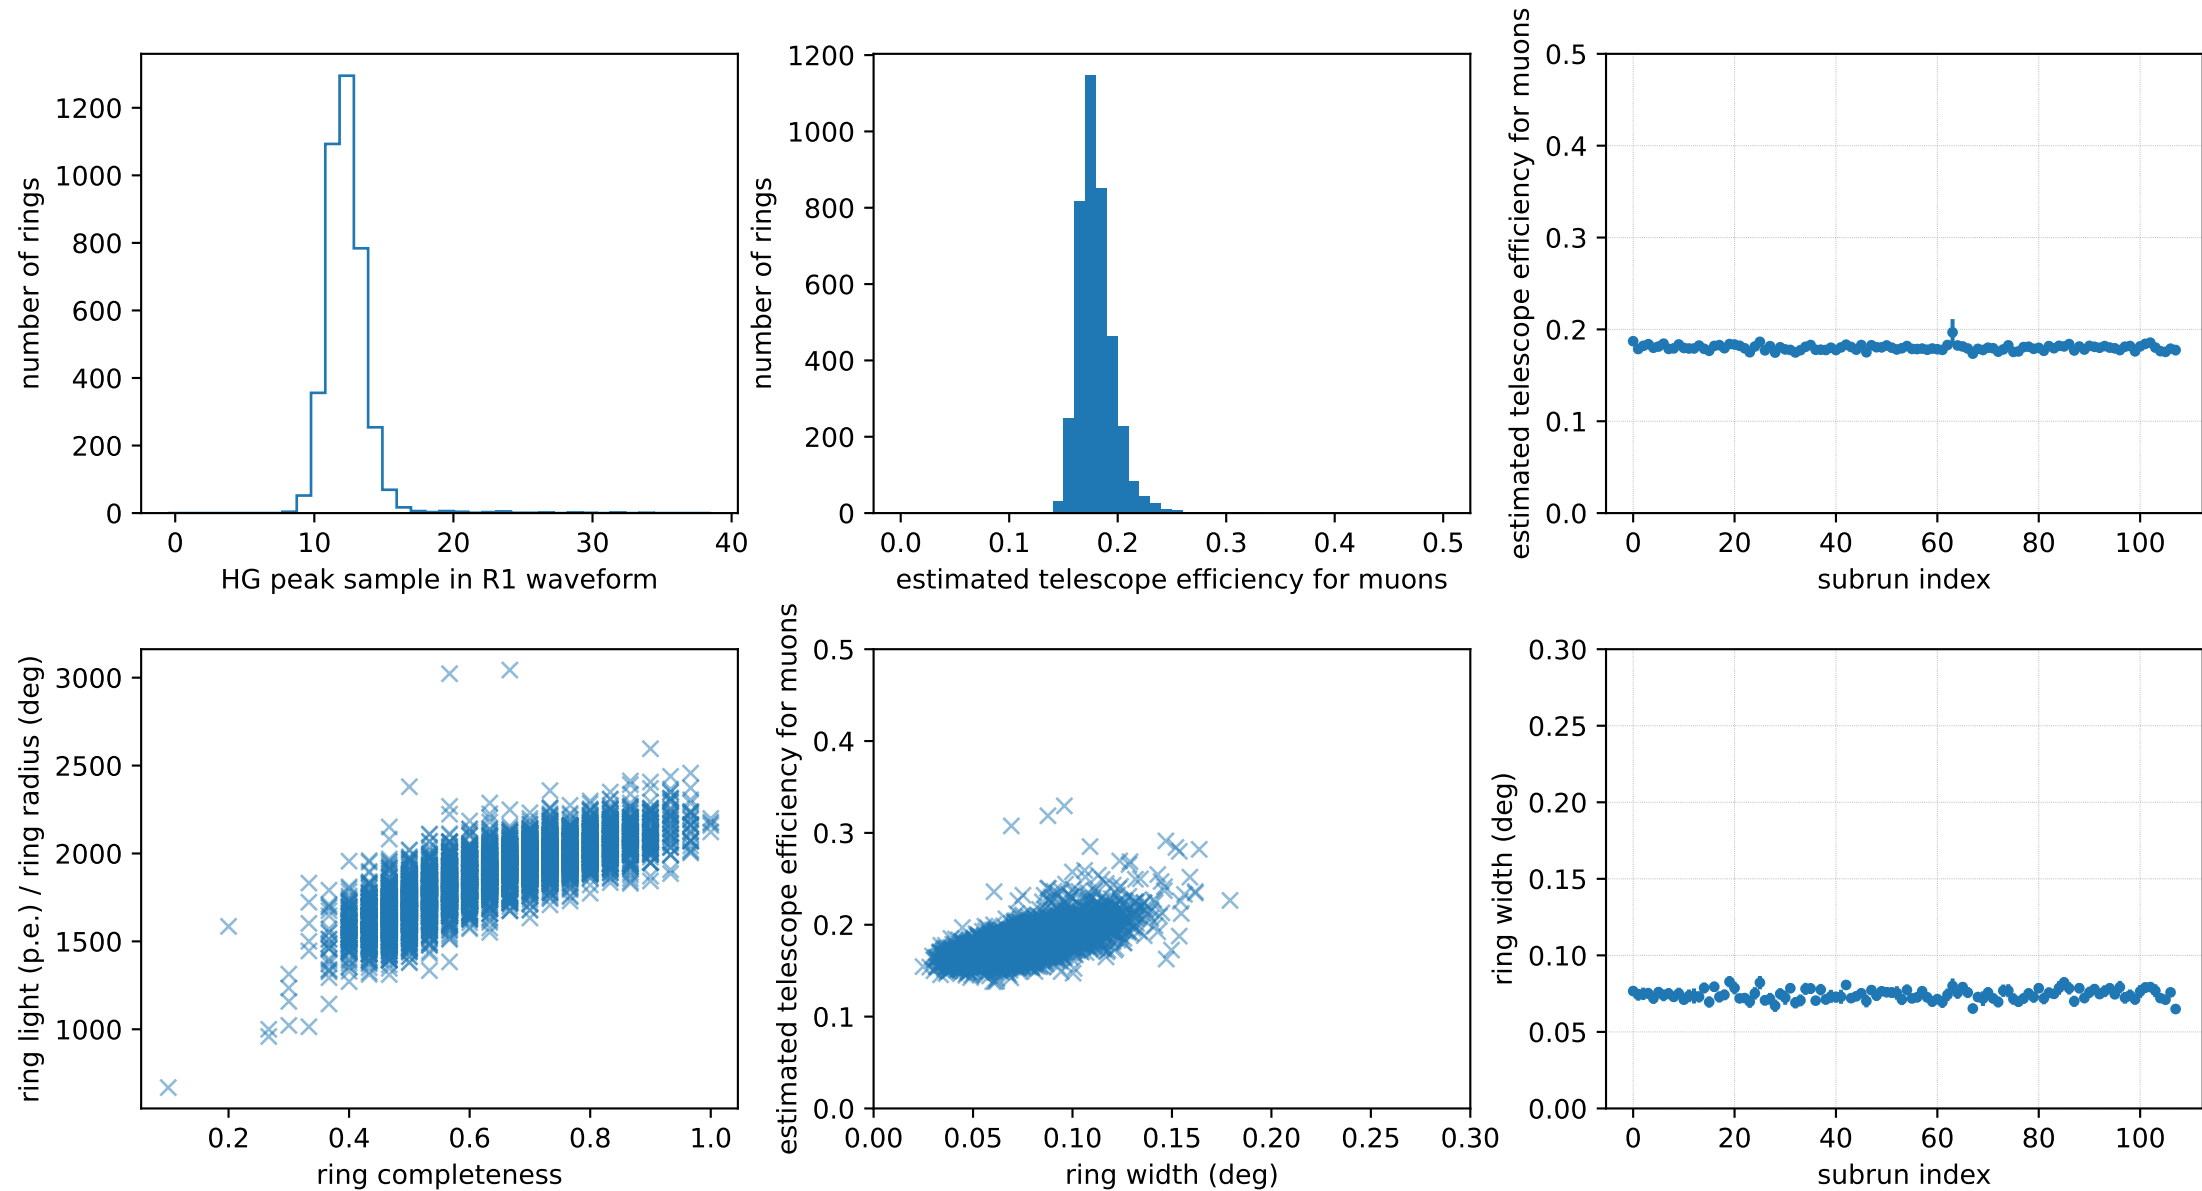 number of rings
1200
1000
800
600
400
200
0
0 10 20 30 40
HG peak sample in R1 waveform
number of rings
1200
1000
800
600
400
200
0
0.0 0.1 0.2 0.3 0.4 0.5
estimated telescope efficiency for muons
estimated telescope efficiency for muons
0.5
0.4
0.3
0.2
0.1
0.0
0 20 40 60 80 100
subrun index
ring light (p.e.) / ring radius (deg)
3000
2500
2000
1500
1000
0.2 0.4 0.6 0.8 1.0
ring completeness
estimated telescope efficiency for muons
0.5
0.4
0.3
0.2
0.1
0.0
0.00 0.05 0.10 0.15 0.20 0.25 0.30
ring width (deg)
ring width (deg)
0.30
0.25
0.20
0.15
0.10
0.05
0.00
0 20 40 60 80 100
subrun index